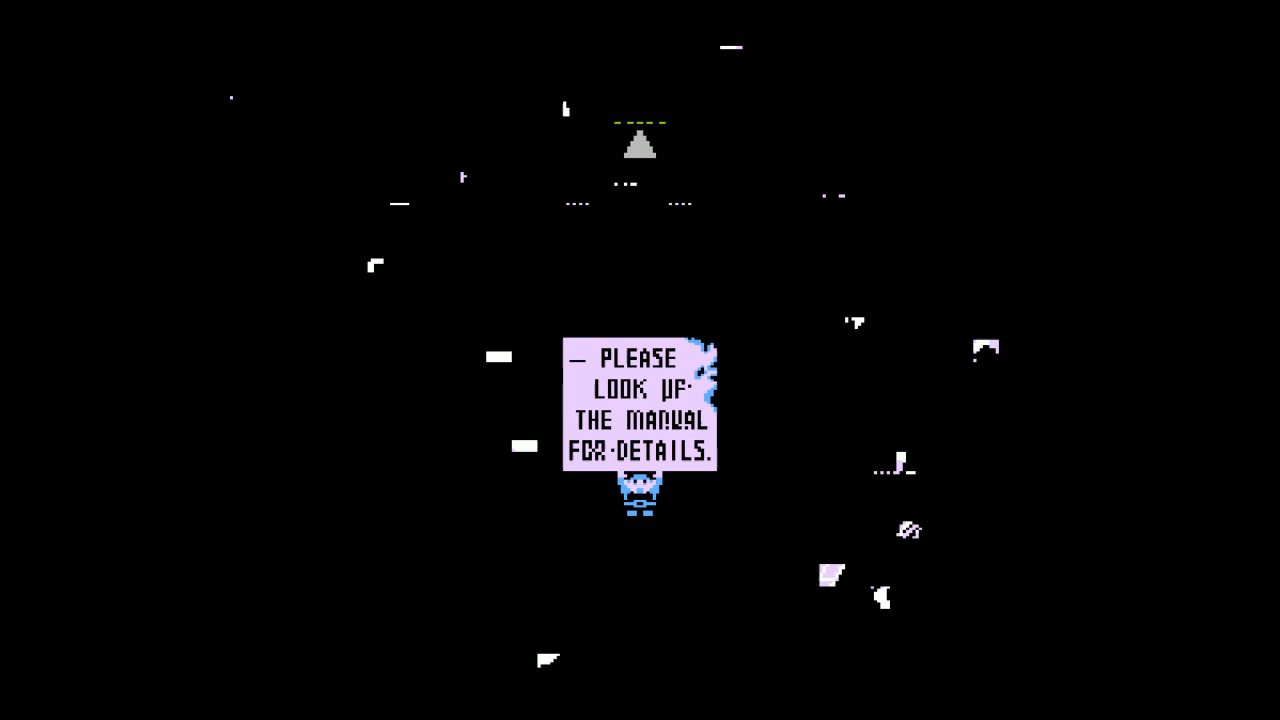 — PLEASE
LOOK UP
THE MANUAL
FOR DETAILS.